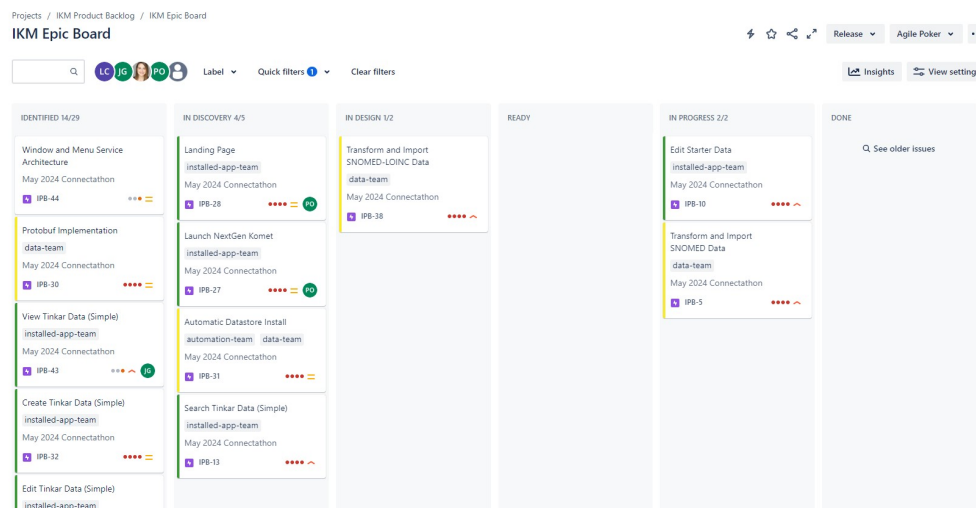 Projects / IKM Product Backlog / IKM Epic Board
IKM Epic Board
Release
Agile Poker
LC JG PO
Label
Quick filters 1
Clear filters
Insights
View setting
IDENTIFIED 14/29
Window and Menu Service
Architecture
May 2024 Connectathon
IPB-44
Protobuf Implementation
data-team
May 2024 Connectathon
IPB-30
View Tinkar Data (Simple)
installed-app-team
May 2024 Connectathon
IPB-43 JG
Create Tinkar Data (Simple)
installed-app-team
May 2024 Connectathon
IPB-32
Edit Tinkar Data (Simple)
installed-app-team
IN DISCOVERY 4/5
Landing Page
installed-app-team
May 2024 Connectathon
IPB-28 PO
Launch NextGen Komet
installed-app-team
May 2024 Connectathon
IPB-27 PO
Automatic Datastore Install
automation-team data-team
May 2024 Connectathon
IPB-31
Search Tinkar Data (Simple)
installed-app-team
May 2024 Connectathon
IPB-13
IN DESIGN 1/2
Transform and Import
SNOMED-LOINC Data
data-team
May 2024 Connectathon
IPB-38
READY
IN PROGRESS 2/2
Edit Starter Data
installed-app-team
May 2024 Connectathon
IPB-10
Transform and Import
SNOMED Data
data-team
May 2024 Connectathon
IPB-5
DONE
See older issues